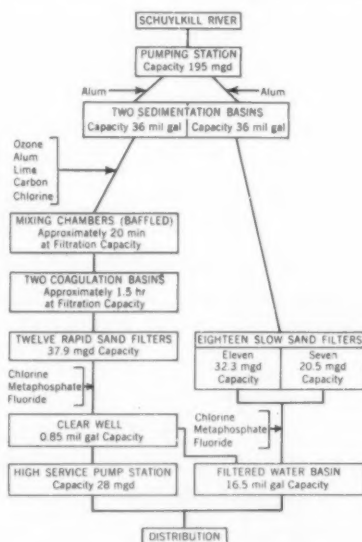 SCHUYLKILL RIVER
PUMPING STATION
Capacity 195 mgd
Alum
Alum
TWO SEDIMENTATION BASINS
Capacity 36 mil gal
Capacity 36 mil gal
Ozone
Alum
Lime
Carbon
Chlorine
MIXING CHAMBERS (BAFFLED)
Approximately 20 min
at Filtration Capacity
TWO COAGULATION BASINS
Approximately 1.5 hr
at Filtration Capacity
TWELVE RAPID SAND FILTERS
37.9 mgd Capacity
EIGHTEEN SLOW SAND FILTERS
Eleven
32.3 mgd
Capacity
Seven
20.5 mgd
Capacity
Chlorine
Metaphosphate
Fluoride
Chlorine
Metaphosphate
Fluoride
CLEAR WELL
0.85 mil gal Capacity
HIGH SERVICE PUMP STATION
Capacity 28 mgd
FILTERED WATER BASIN
16.5 mil gal Capacity
DISTRIBUTION